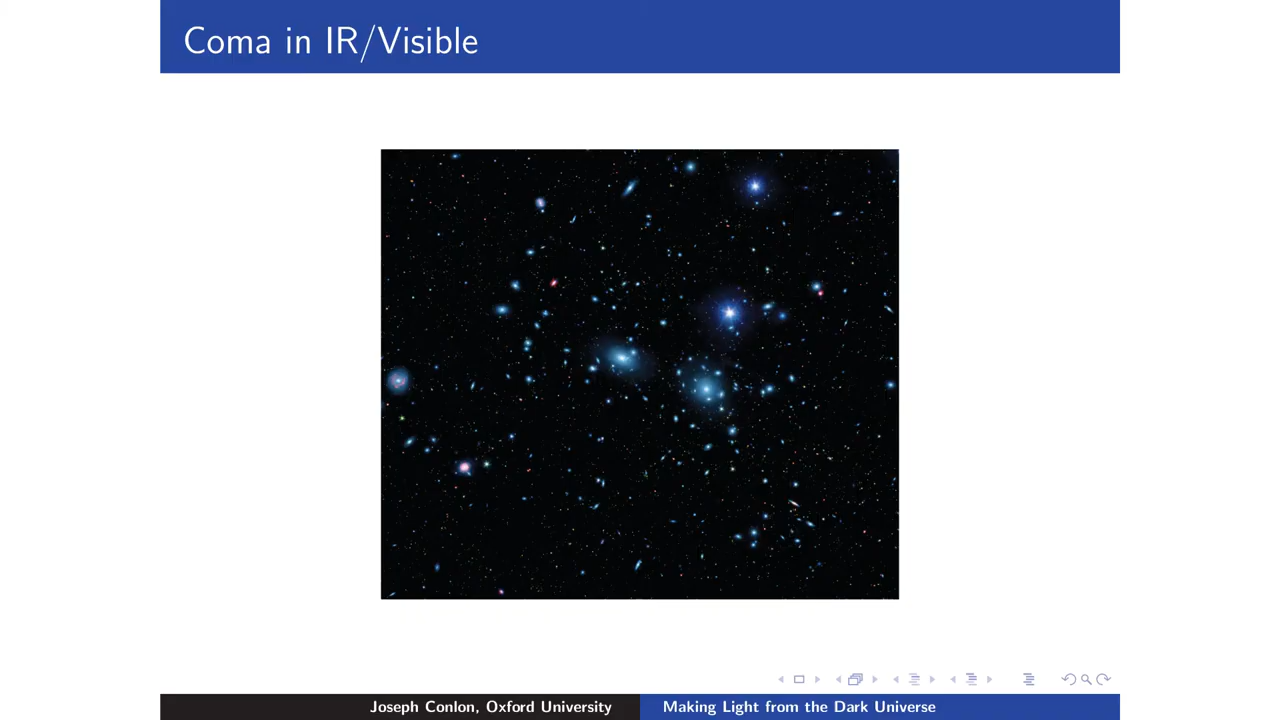 Coma in IR/Visible
Joseph Conlon, Oxford University
Making Light from the Dark Universe